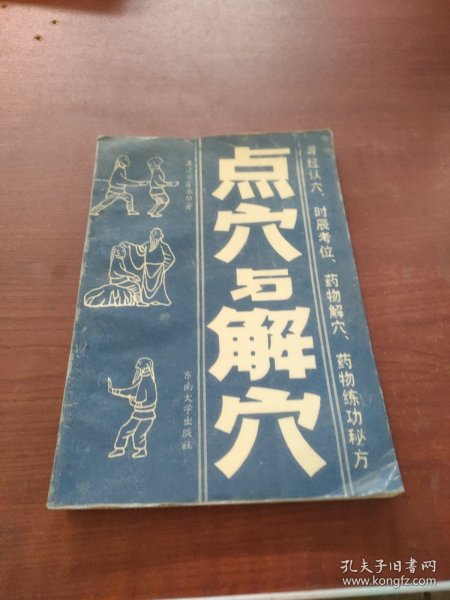 点穴与解穴
寻经认穴、时辰考位、药物解穴、药物练功秘方
东南大学出版社
孔夫子旧书网
www.kongfz.com